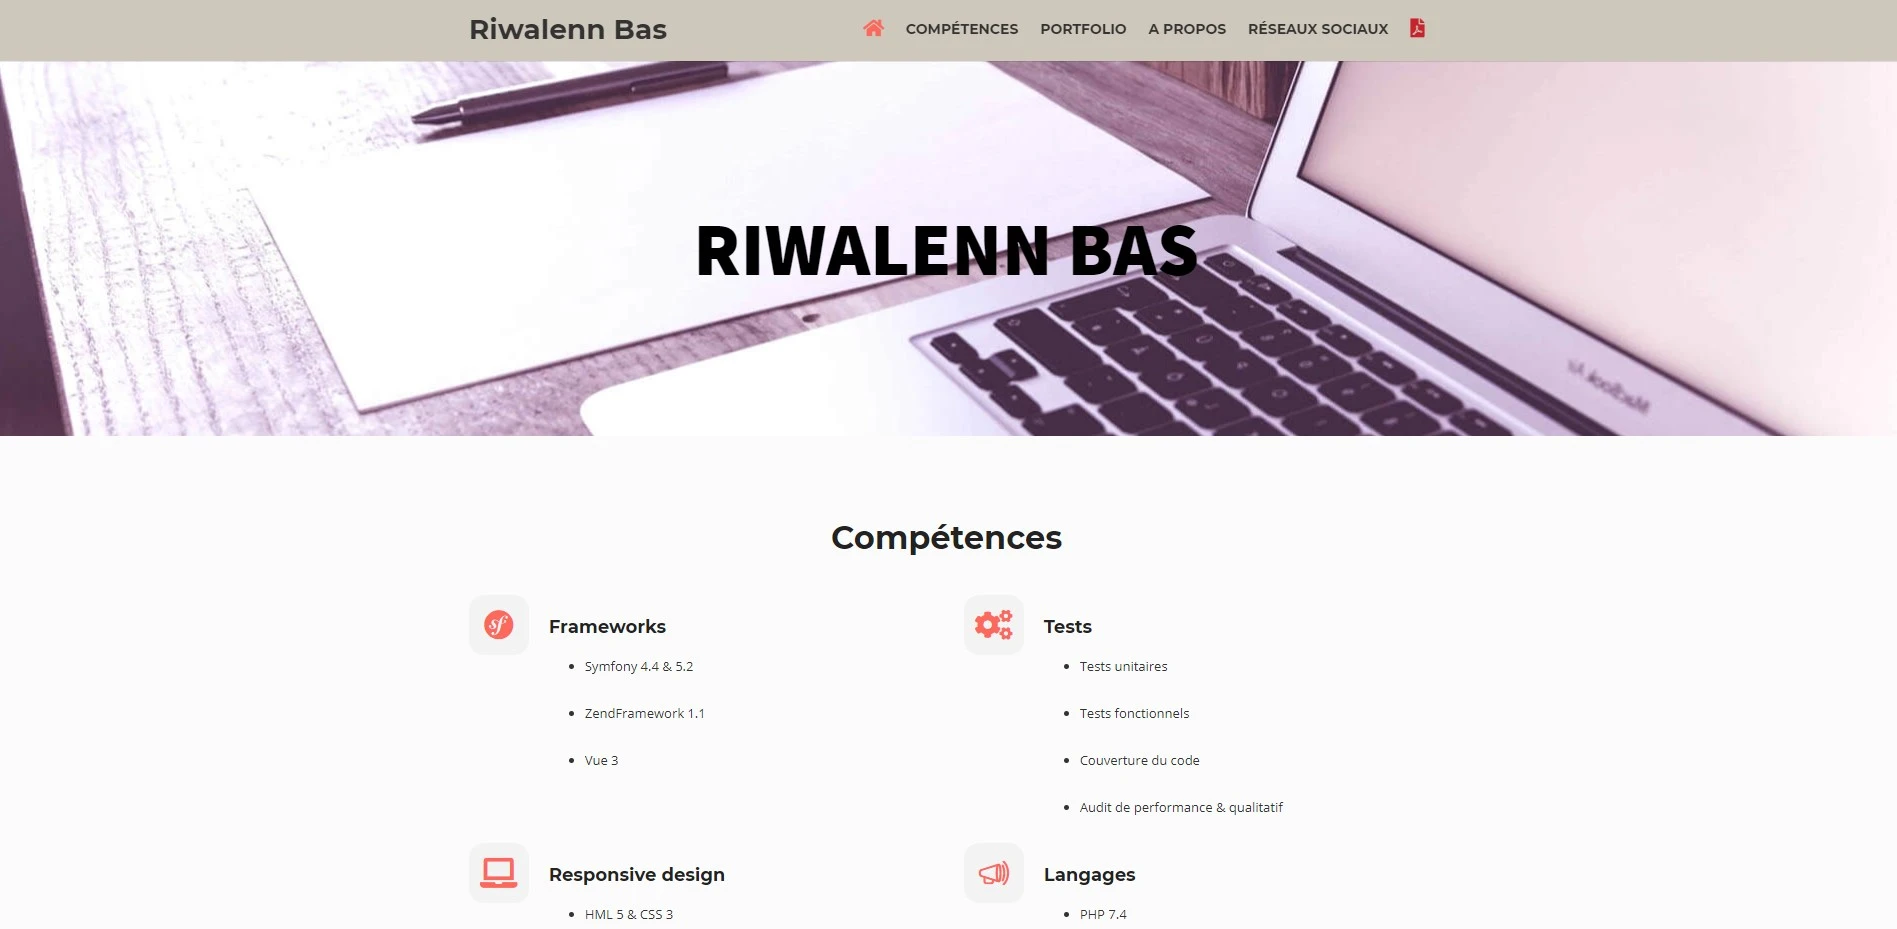 Riwalenn Bas
COMPÉTENCES PORTFOLIO A PROPOS RÉSEAUX SOCIAUX
RIWALENN BAS
MacBook Air
Compétences
Frameworks
Symfony 4.4 & 5.2
ZendFramework 1.1
Vue 3
Tests
Tests unitaires
Tests fonctionnels
Couverture du code
Audit de performance & qualitatif
Responsive design
HML 5 & CSS 3
Langages
PHP 7.4